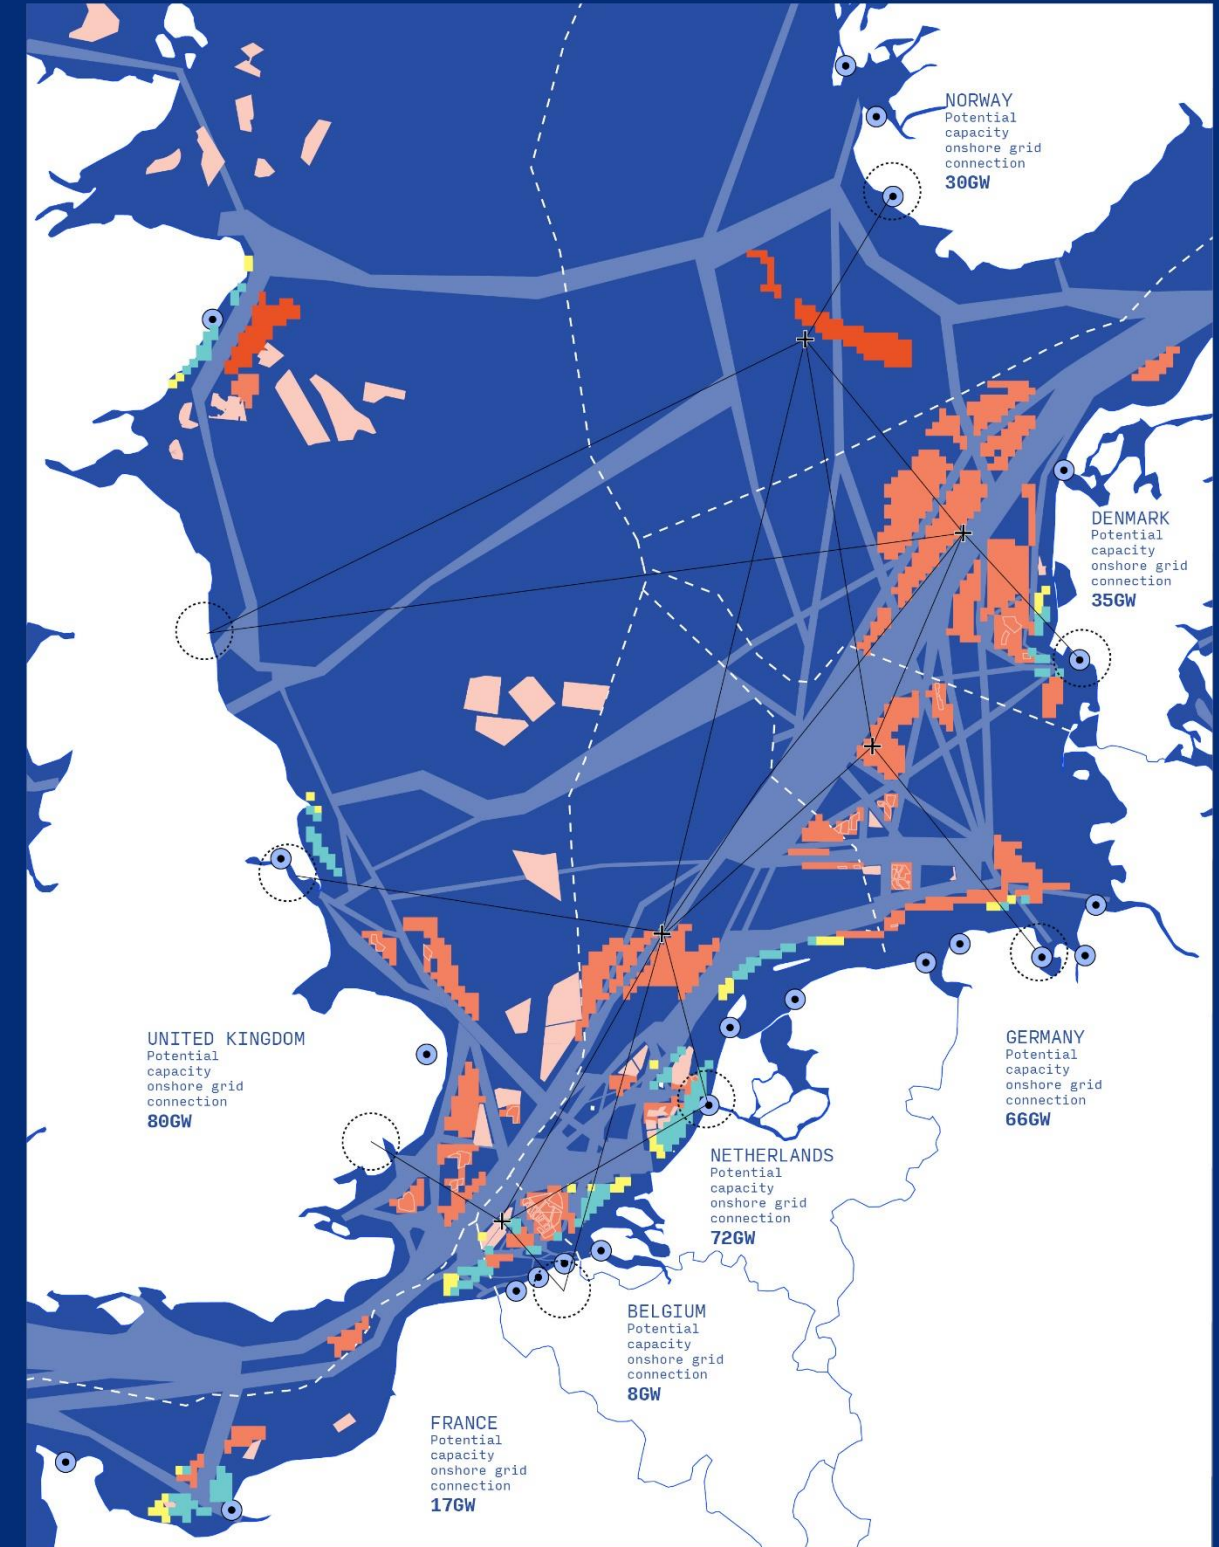 NORWAY
Potential
capacity
onshore grid
connection
30GW
DENMARK
Potential
capacity
onshore grid
connection
35GW
UNITED KINGDOM
Potential
capacity
onshore grid
connection
80GW
GERMANY
Potential
capacity
onshore grid
connection
66GW
NETHERLANDS
Potential
capacity
onshore grid
connection
72GW
BELGIUM
Potential
capacity
onshore grid
connection
8GW
FRANCE
Potential
capacity
onshore grid
connection
17GW